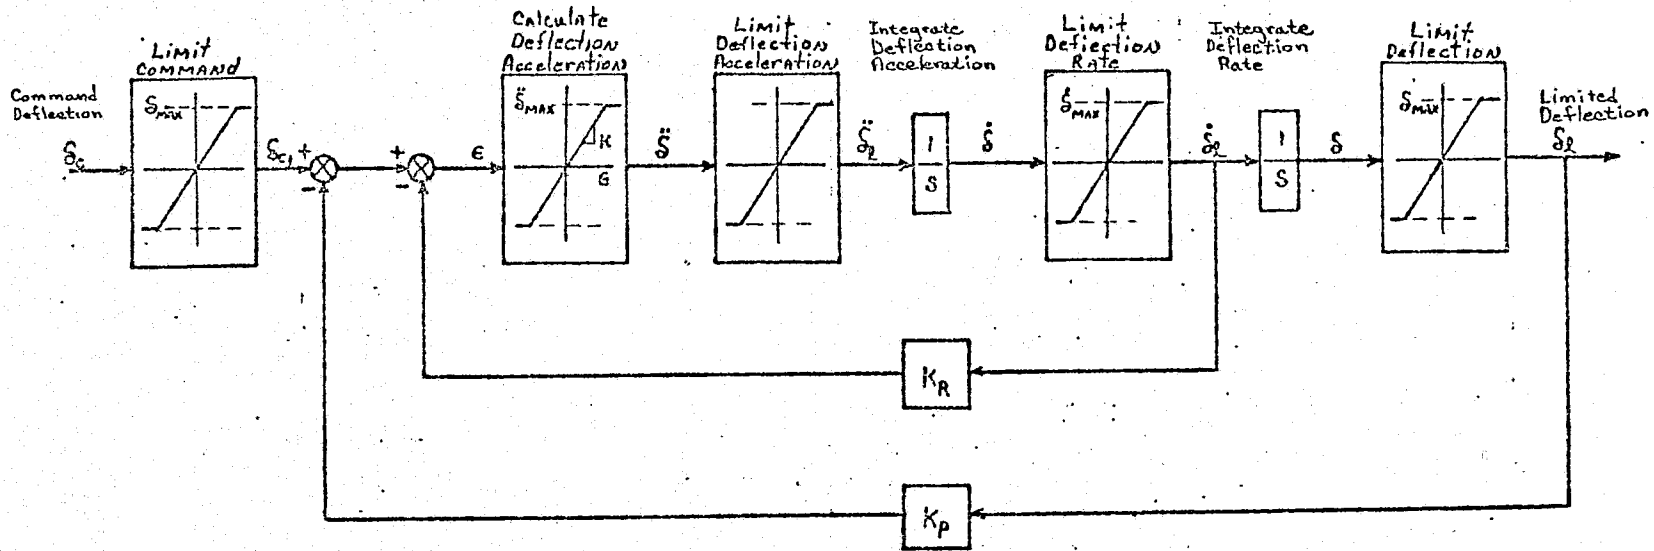 Limit
Command
Calculate
Deflection
Acceleration
Limit
Deflection
Acceleration
Integrate
Deflection
Acceleration
Limit
Deflection
Rate
Integrate
Deflection
Rate
Limit
Deflection
Command
Deflection
Limited
Deflection
δc
δMAX
δcl
+
−
+
−
ϵ
δ̈MAX
K
δ̈
δ̈l
1
S
δ̇
δ̇MAX
δ̇l
1
S
δ
δMAX
δl
KR
KP